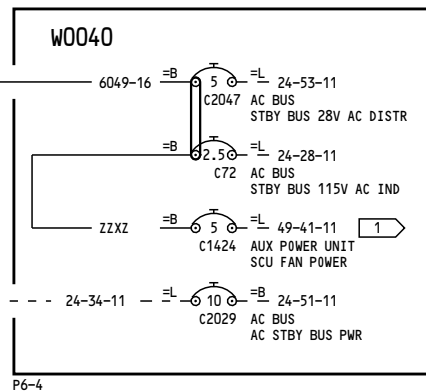 W0040
6049-16 =B 5 =L 24-53-11
C2047 AC BUS
STBY BUS 28V AC DISTR
=B 2.5 =L 24-28-11
C72 AC BUS
STBY BUS 115V AC IND
ZZXZ =B 5 =L 49-41-11 1
C1424 AUX POWER UNIT
SCU FAN POWER
24-34-11 =L 10 =B 24-51-11
C2029 AC BUS
AC STBY BUS PWR
P6-4